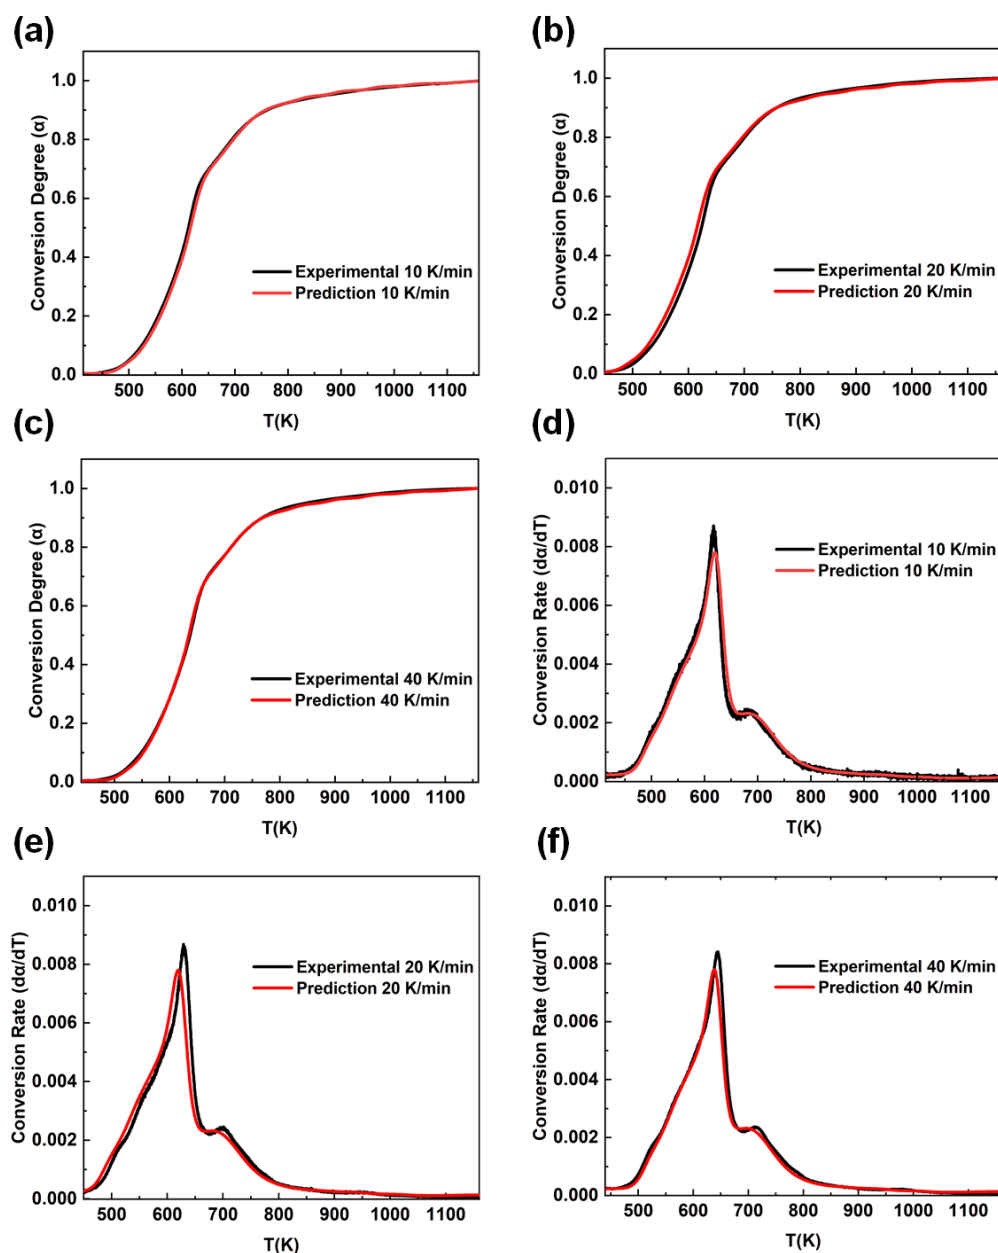 (a)
1.0
0.8
0.6
0.4
0.2
0.0
Conversion Degree (α)
Experimental 10 K/min
Prediction 10 K/min
500 600 700 800 900 1000 1100
T(K)
(b)
1.0
0.8
0.6
0.4
0.2
0.0
Conversion Degree (α)
Experimental 20 K/min
Prediction 20 K/min
500 600 700 800 900 1000 1100
T(K)
(c)
1.0
0.8
0.6
0.4
0.2
0.0
Conversion Degree (α)
Experimental 40 K/min
Prediction 40 K/min
500 600 700 800 900 1000 1100
T(K)
(d)
0.010
0.008
0.006
0.004
0.002
0.000
Conversion Rate (dα/dT)
Experimental 10 K/min
Prediction 10 K/min
500 600 700 800 900 1000 1100
T(K)
(e)
0.010
0.008
0.006
0.004
0.002
0.000
Conversion Rate (dα/dT)
Experimental 20 K/min
Prediction 20 K/min
500 600 700 800 900 1000 1100
T(K)
(f)
0.010
0.008
0.006
0.004
0.002
0.000
Conversion Rate (dα/dT)
Experimental 40 K/min
Prediction 40 K/min
500 600 700 800 900 1000 1100
T(K)